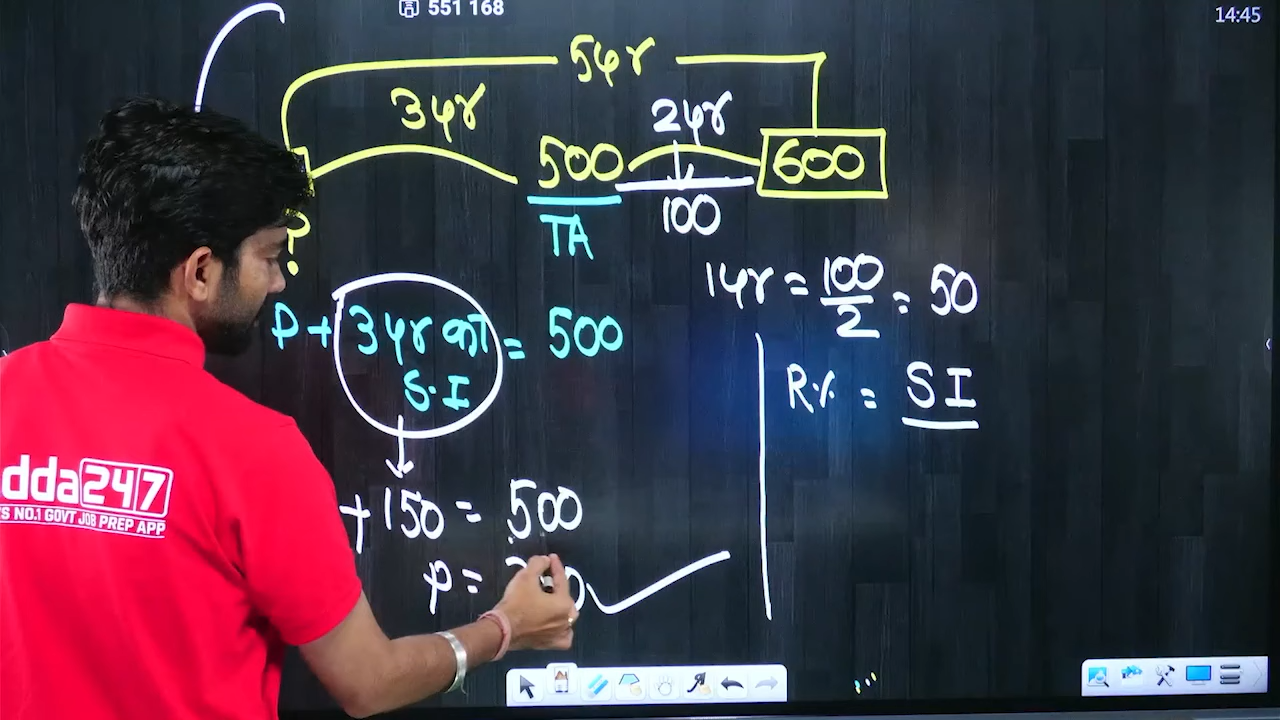 551 168
14:45
5yr
3yr
2yr
500
600
?
TA
100
1yr = 100/2 = 50
P + 3yr का S.I = 500
R% = SI
+ 150 = 500
P =
adda247
'S NO.1 GOVT JOB PREP APP